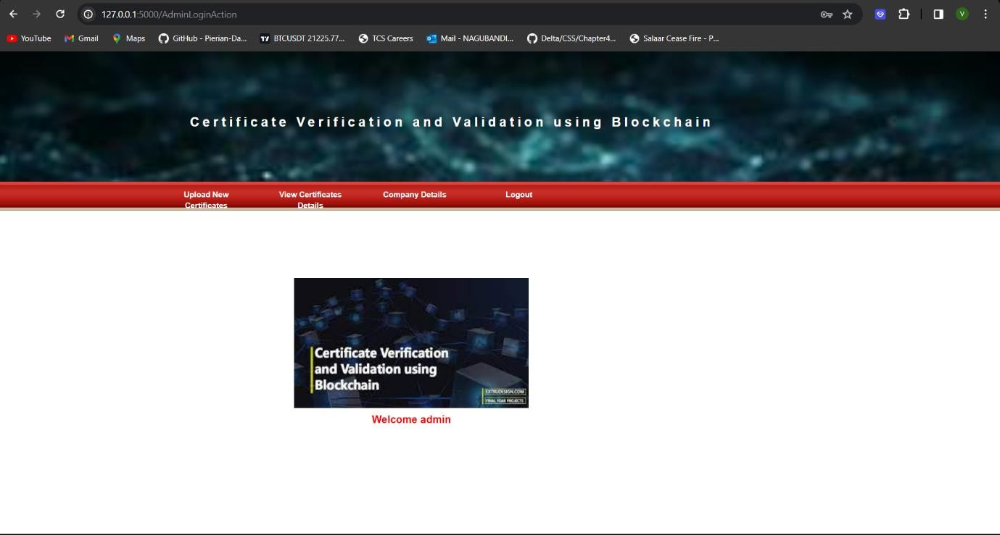 127.0.0.1:5000/AdminLoginAction
YouTube Gmail Maps GitHub - Pierian-Da... BTCUSDT 21225.77... TCS Careers Mail - NAGUBANDI... Delta/CSS/Chapter4... Salaar Cease Fire - P...
Certificate Verification and Validation using Blockchain
Upload New Certificates
View Certificates Details
Company Details
Logout
Certificate Verification
and Validation using
Blockchain
EXTRUDESIGN.COM
FINAL YEAR PROJECTS
Welcome admin